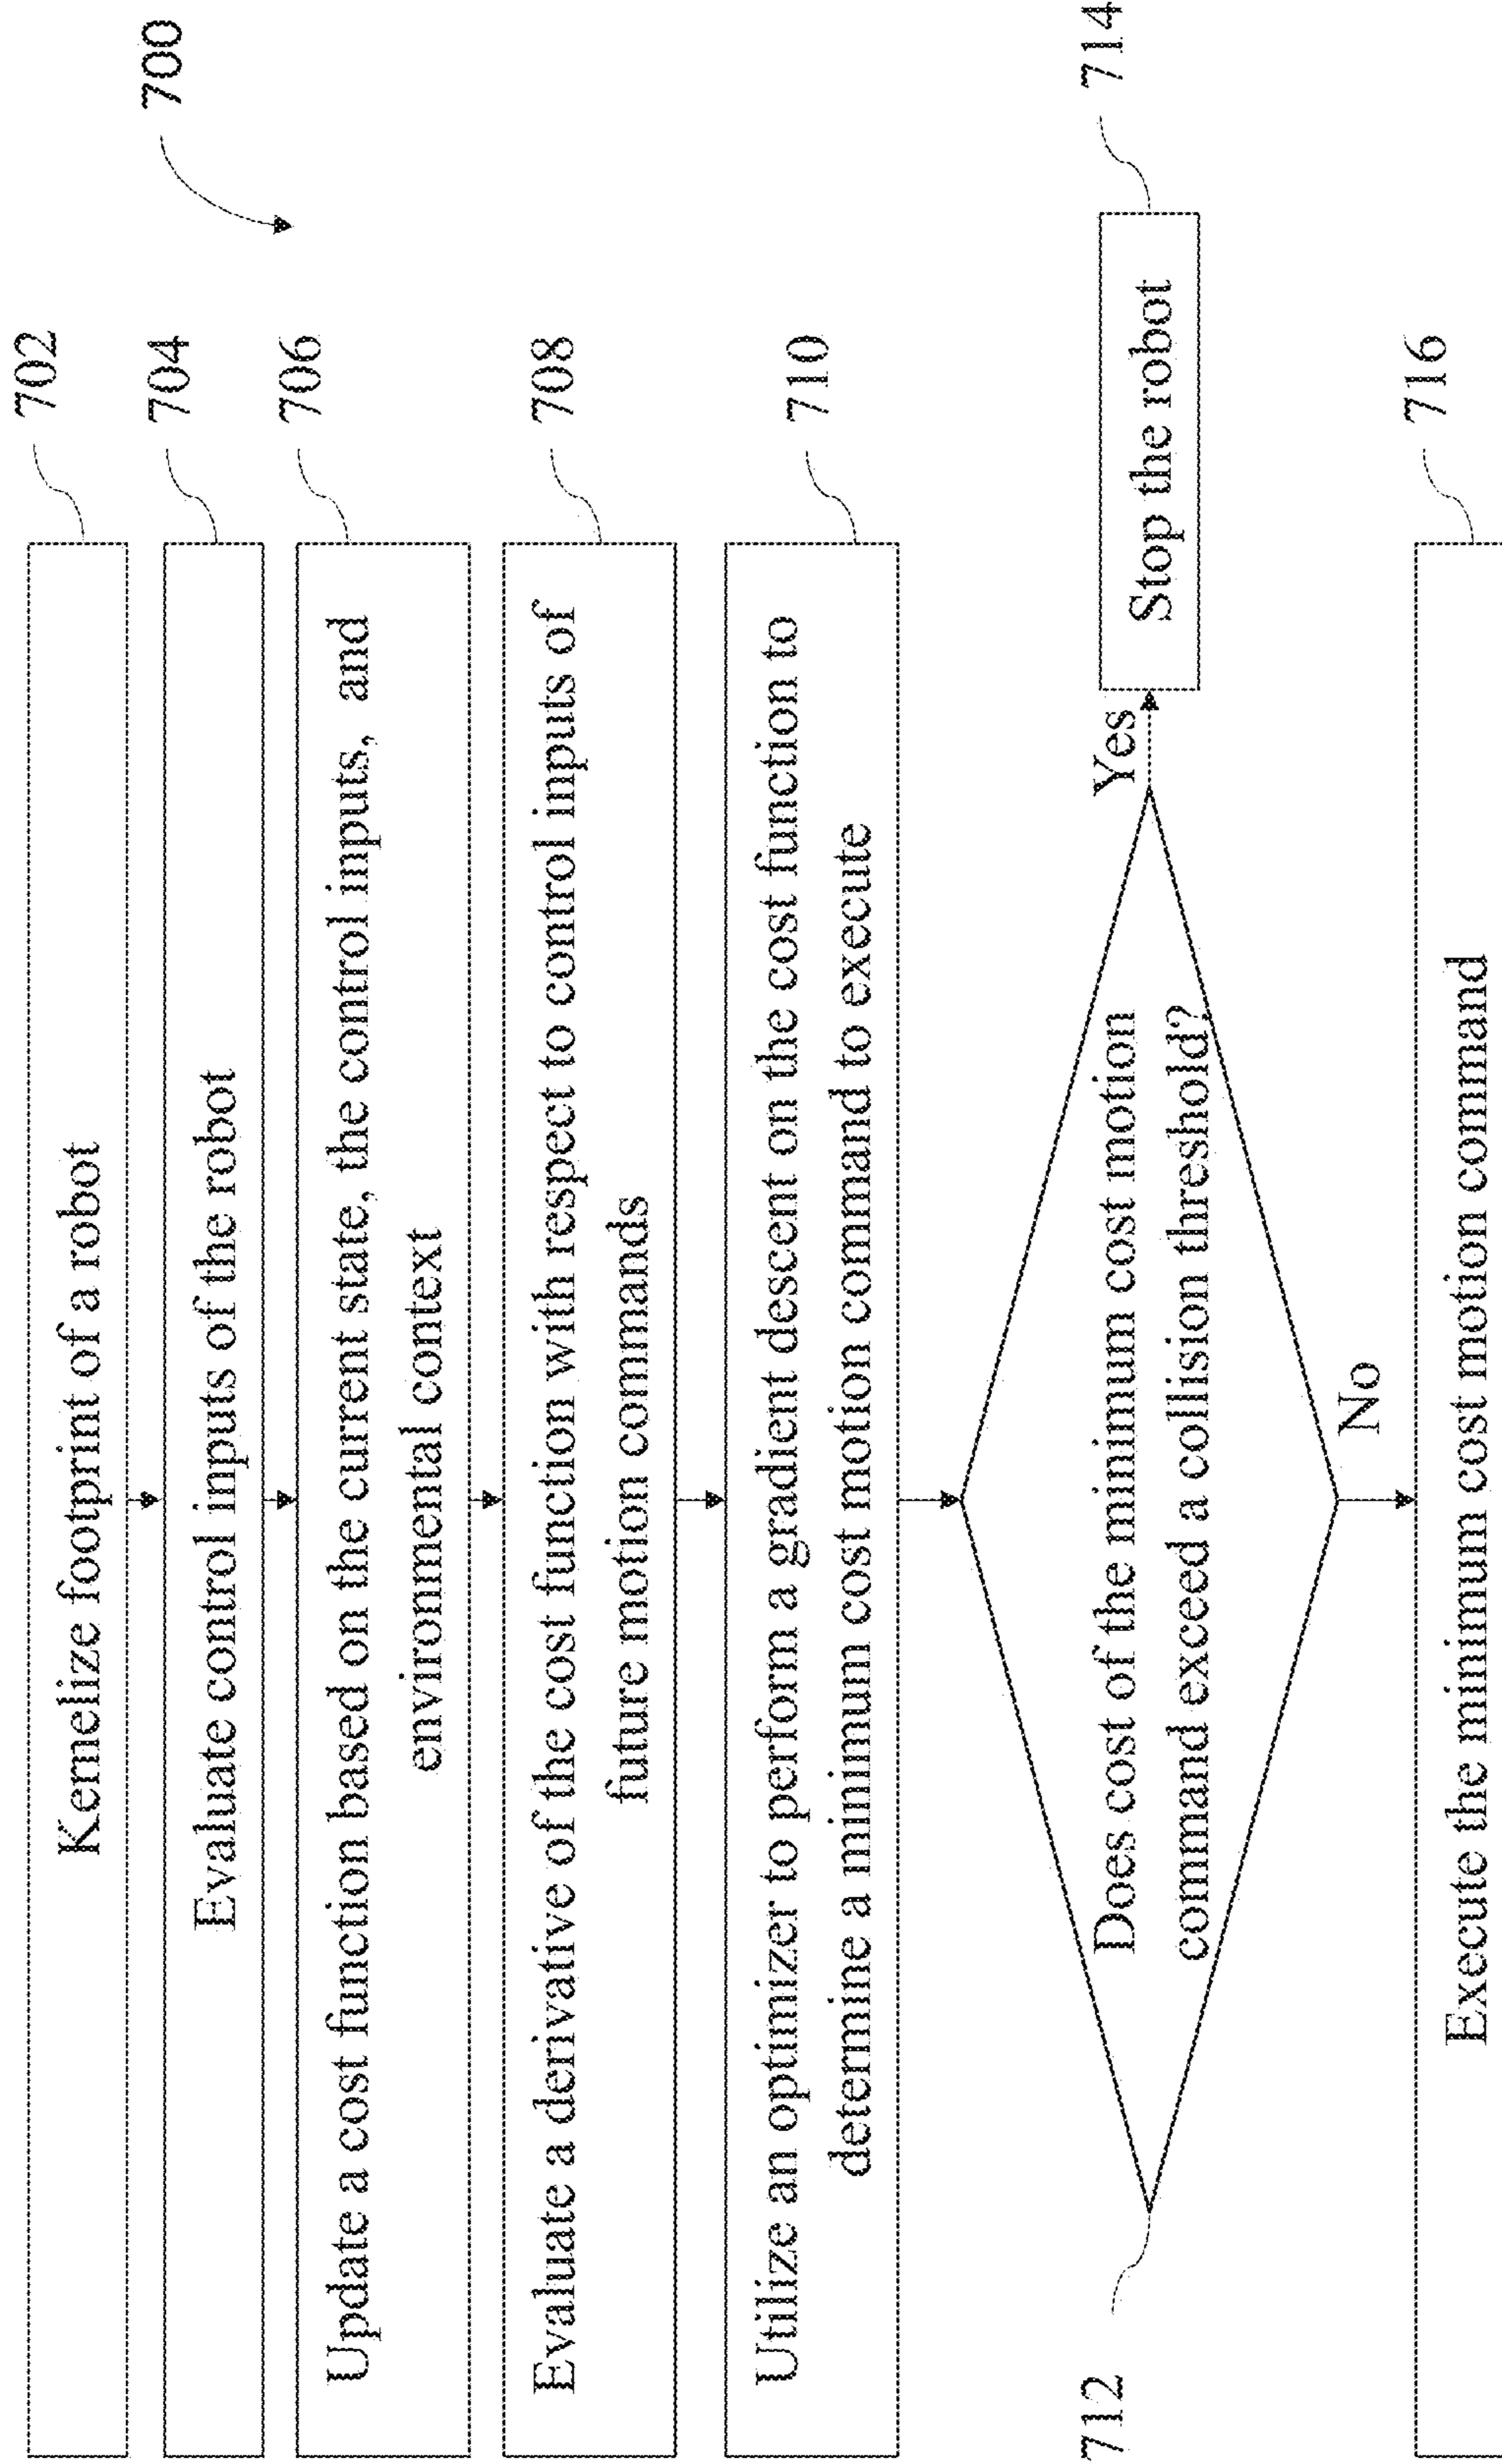 700
Kernelize footprint of a robot
702
Evaluate control inputs of the robot
704
Update a cost function based on the current state, the control inputs, and
environmental context
706
Evaluate a derivative of the cost function with respect to control inputs of
future motion commands
708
Utilize an optimizer to perform a gradient descent on the cost function to
determine a minimum cost motion command to execute
710
712
Does cost of the minimum cost motion
command exceed a collision threshold?
Yes
Stop the robot
714
No
Execute the minimum cost motion command
716